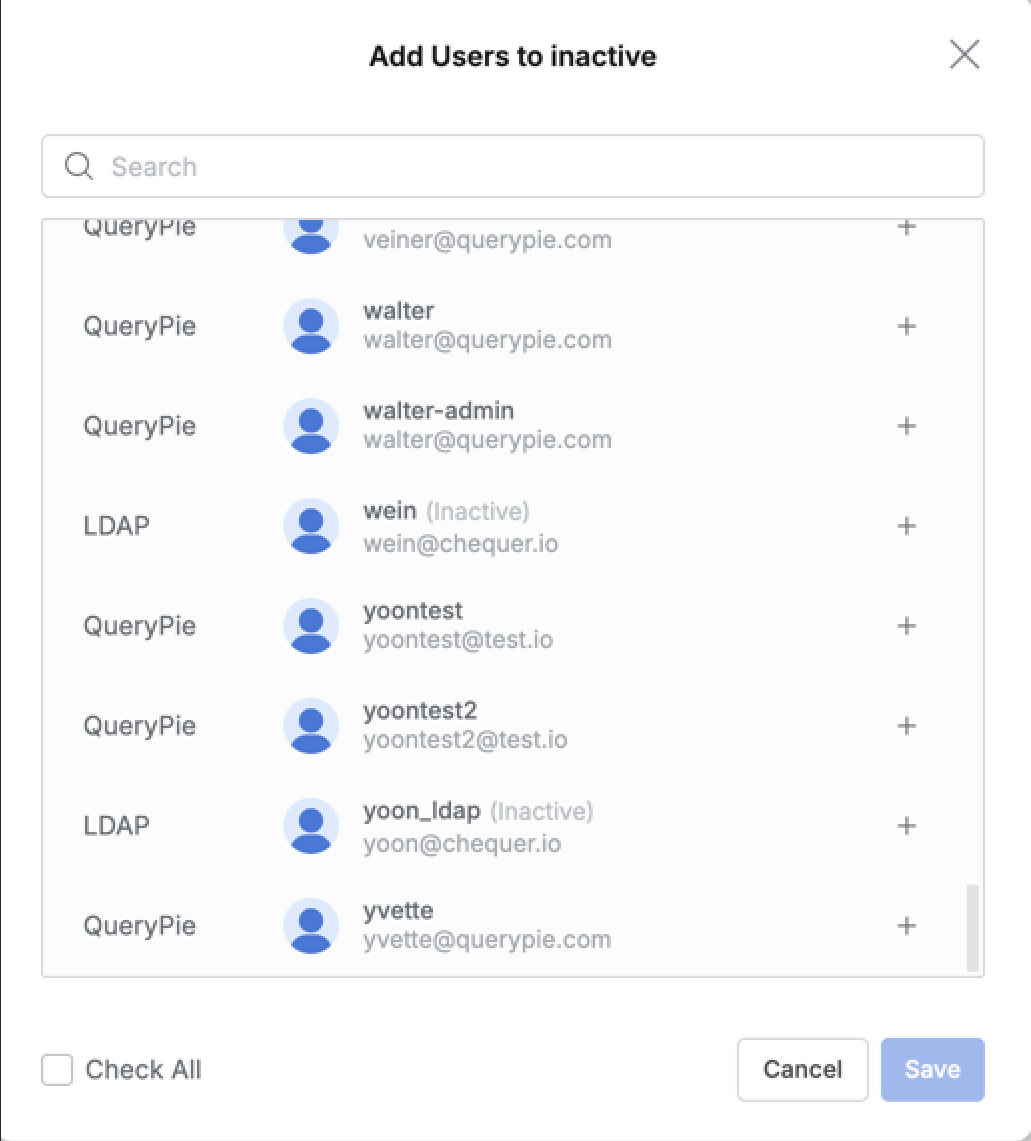 Add Users to inactive
Search
QueryPie
veiner@querypie.com
QueryPie
walter
walter@querypie.com
QueryPie
walter-admin
walter@querypie.com
LDAP
wein (Inactive)
wein@chequer.io
QueryPie
yoontest
yoontest@test.io
QueryPie
yoontest2
yoontest2@test.io
LDAP
yoon_ldap (Inactive)
yoon@chequer.io
QueryPie
yvette
yvette@querypie.com
Check All
Cancel
Save